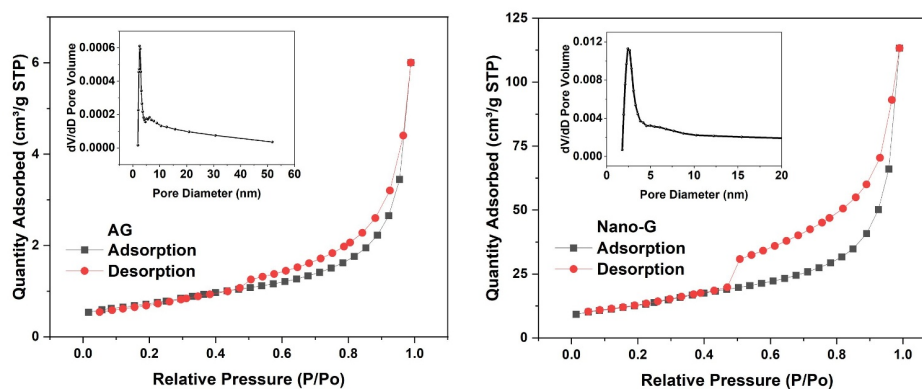 Quantity Adsorbed (cm³/g STP)
6
4
2
0
0.0 0.2 0.4 0.6 0.8 1.0
Relative Pressure (P/Po)
dV/dD Pore Volume
0.0006
0.0004
0.0002
0.0000
0 10 20 30 40 50 60
Pore Diameter (nm)
AG
Adsorption
Desorption
Quantity Adsorbed (cm³/g STP)
125
100
75
50
25
0
0.0 0.2 0.4 0.6 0.8 1.0
Relative Pressure (P/Po)
dV/dD Pore Volume
0.012
0.008
0.004
0.000
0 5 10 15 20
Pore Diameter (nm)
Nano-G
Adsorption
Desorption